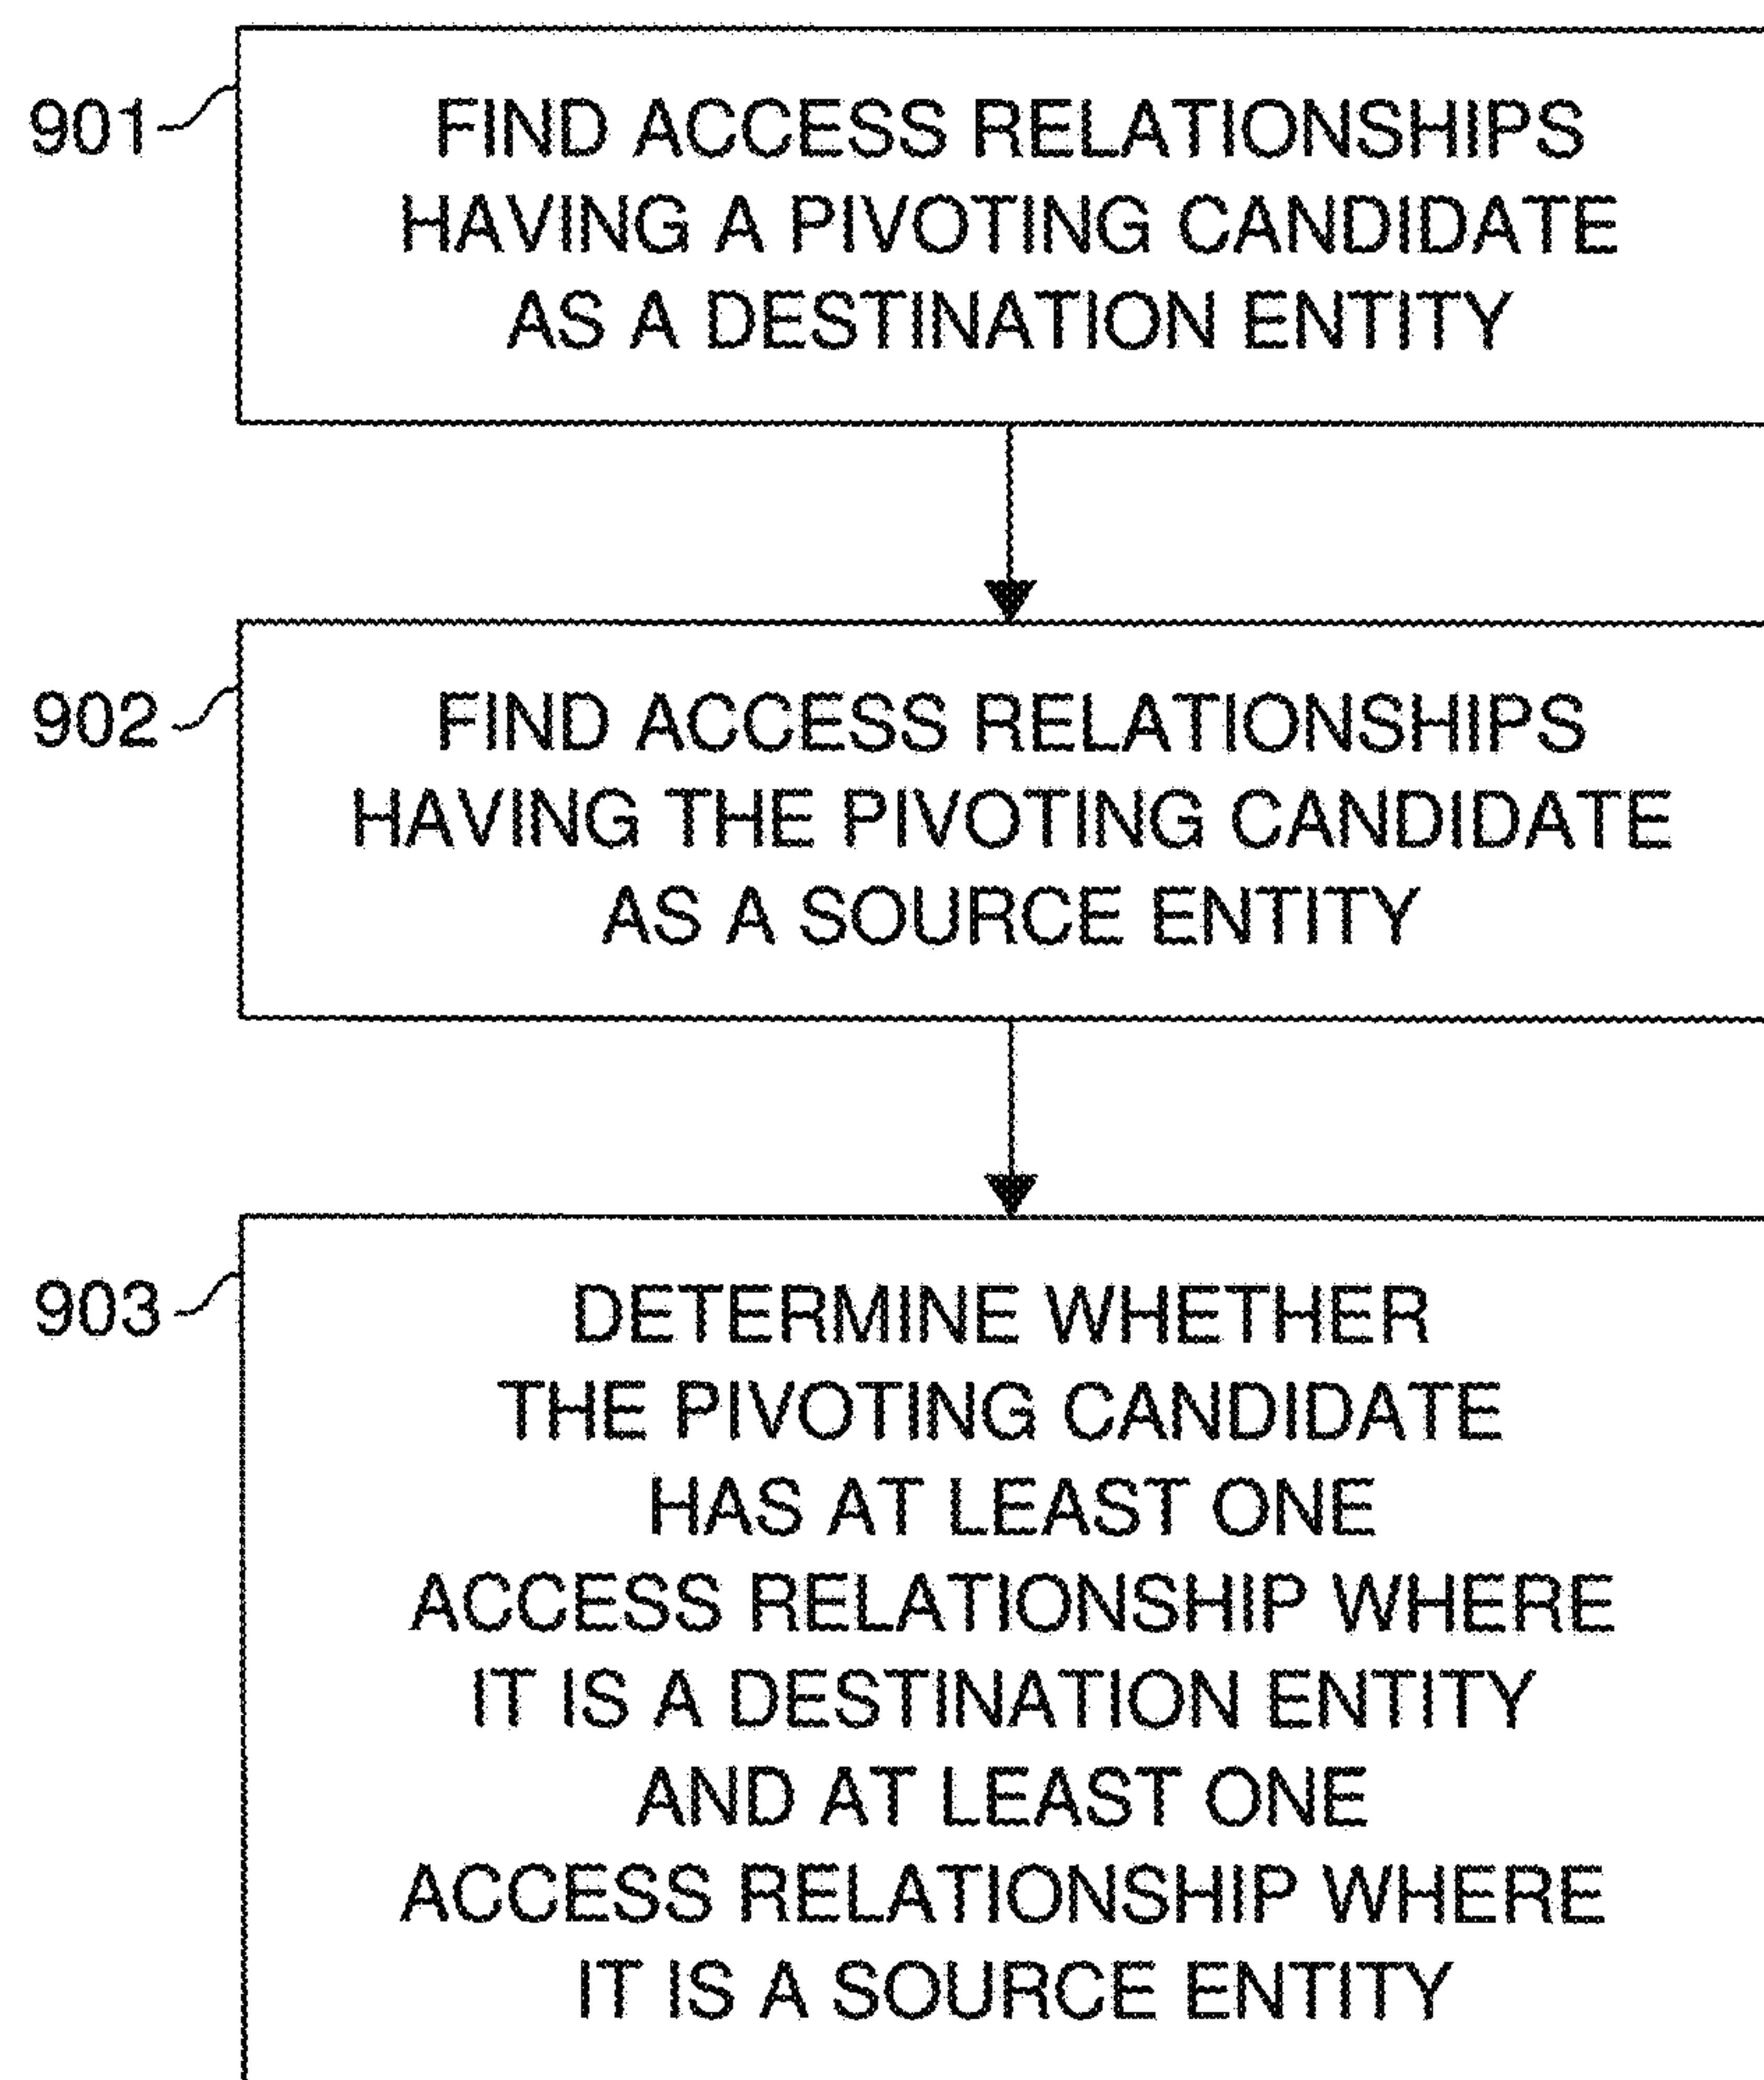 901
FIND ACCESS RELATIONSHIPS
HAVING A PIVOTING CANDIDATE
AS A DESTINATION ENTITY
902
FIND ACCESS RELATIONSHIPS
HAVING THE PIVOTING CANDIDATE
AS A SOURCE ENTITY
903
DETERMINE WHETHER
THE PIVOTING CANDIDATE
HAS AT LEAST ONE
ACCESS RELATIONSHIP WHERE
IT IS A DESTINATION ENTITY
AND AT LEAST ONE
ACCESS RELATIONSHIP WHERE
IT IS A SOURCE ENTITY